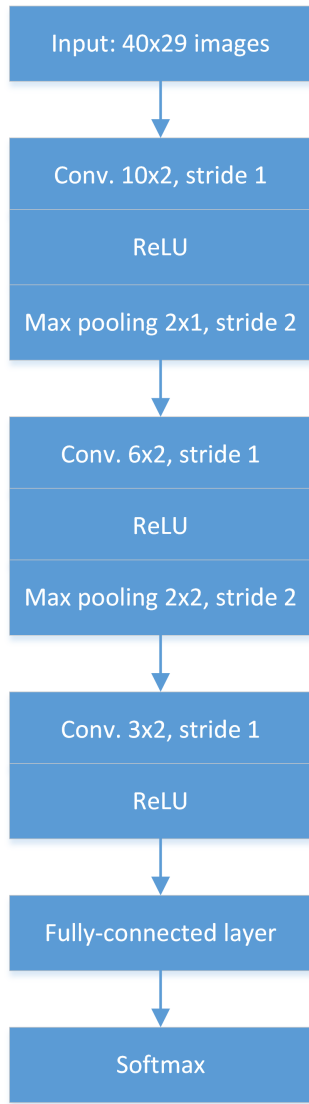 Input: 40x29 images
Conv. 10x2, stride 1
ReLU
Max pooling 2x1, stride 2
Conv. 6x2, stride 1
ReLU
Max pooling 2x2, stride 2
Conv. 3x2, stride 1
ReLU
Fully-connected layer
Softmax